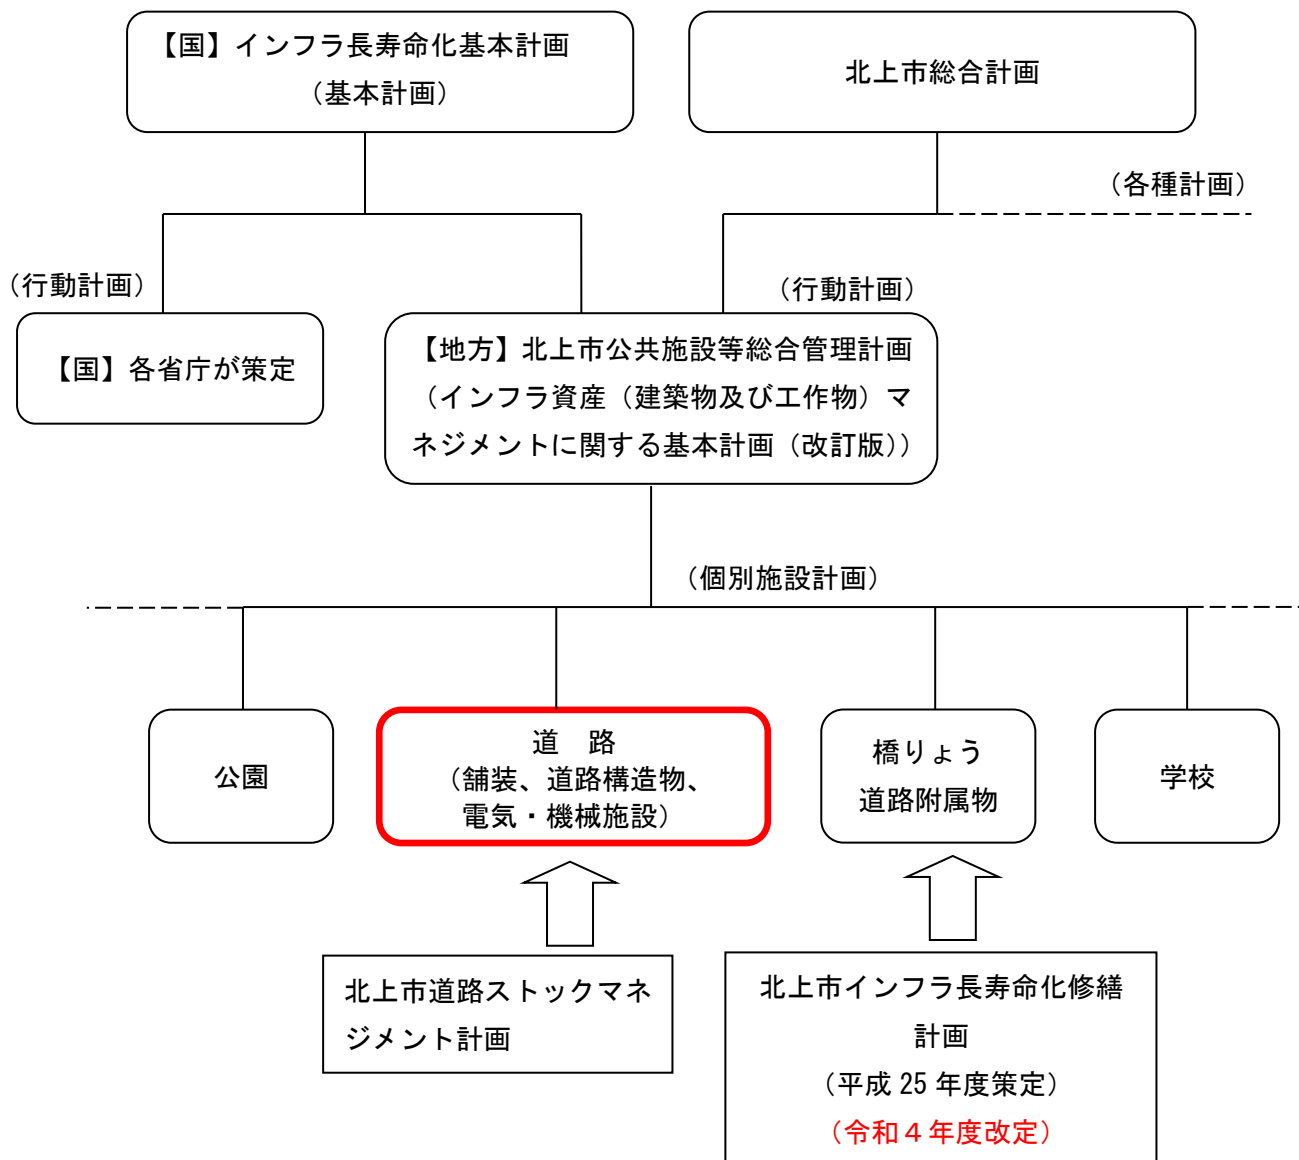 【国】インフラ長寿命化基本計画
（基本計画）
北上市総合計画
（各種計画）
（行動計画）
（行動計画）
【国】各省庁が策定
【地方】北上市公共施設等総合管理計画
（インフラ資産（建築物及び工作物）マ
ネジメントに関する基本計画（改訂版））
（個別施設計画）
公園
道　路
（舗装、道路構造物、
電気・機械施設）
橋りょう
道路附属物
学校
北上市道路ストックマネ
ジメント計画
北上市インフラ長寿命化修繕
計画
（平成 25 年度策定）
（令和４年度改定）